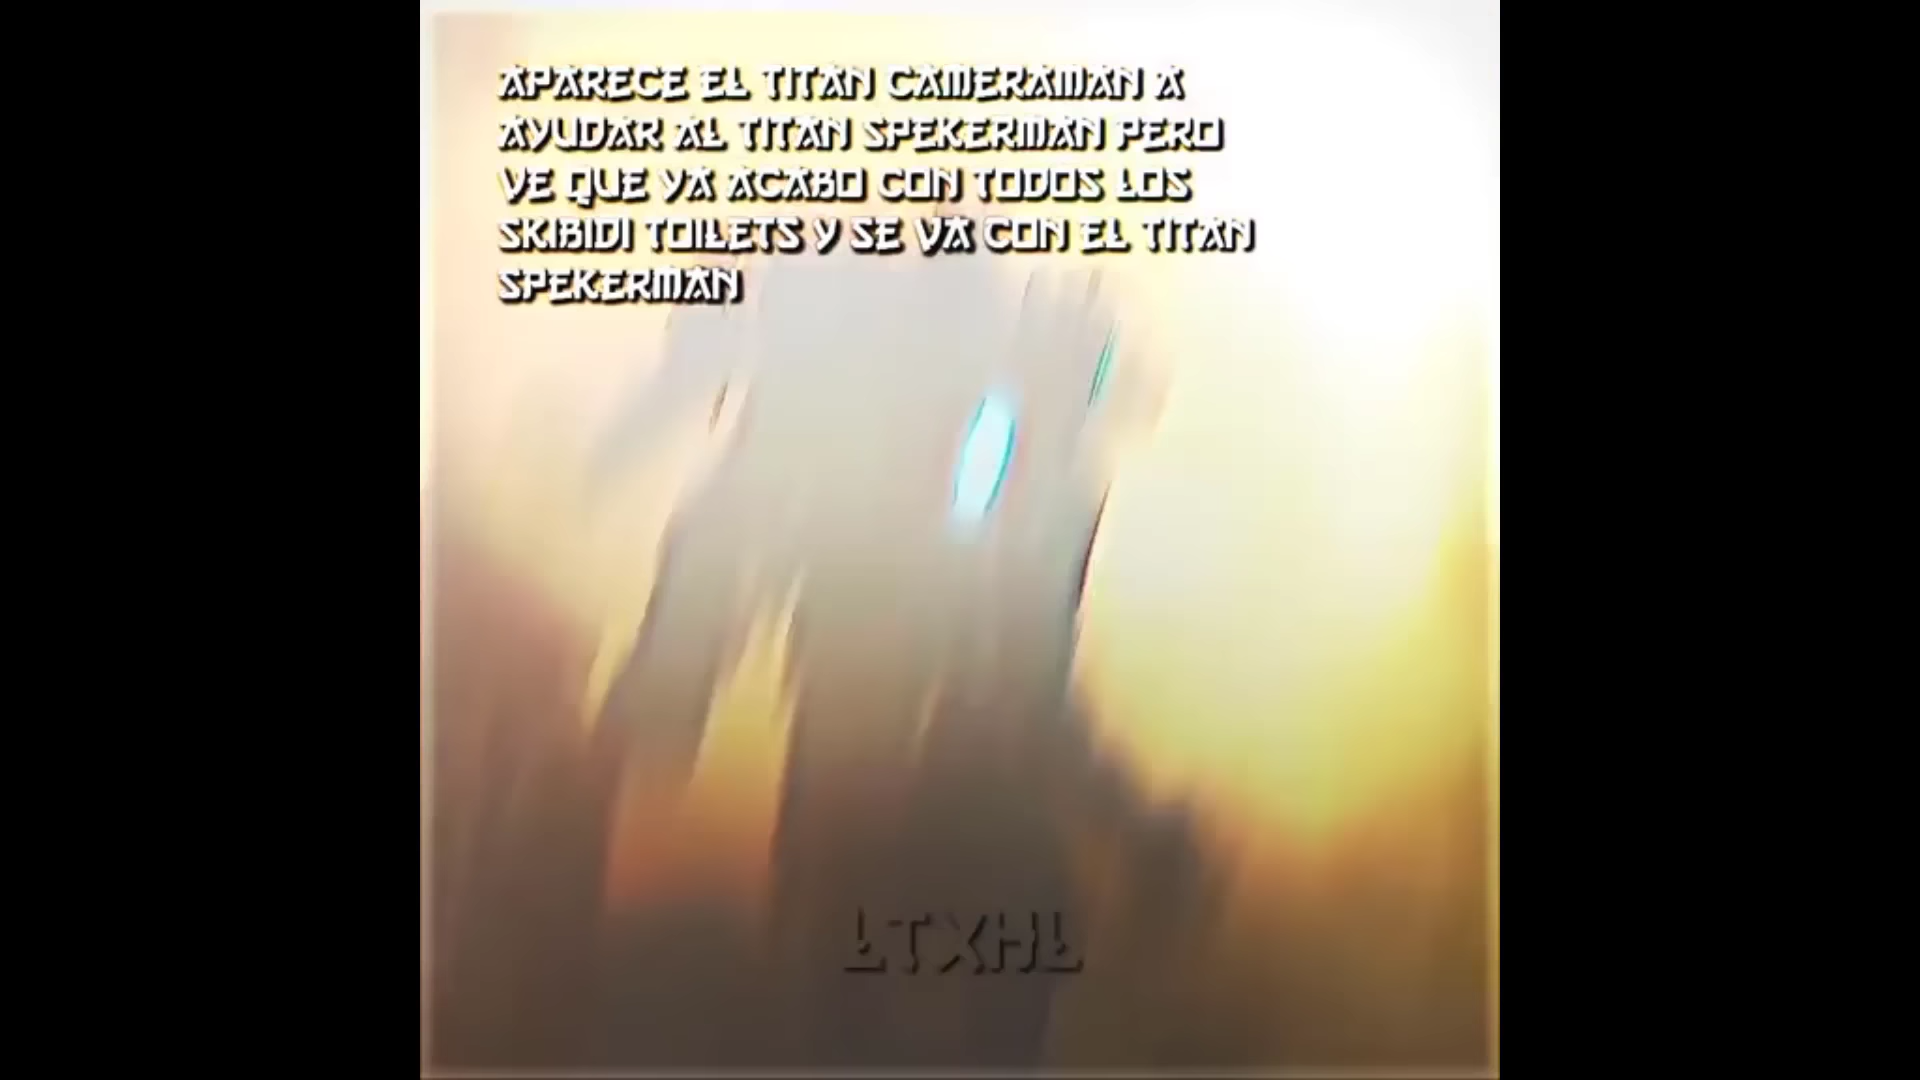 APARECE EL TITAN CAMERAMAN A
AYUDAR AL TITAN SPEKERMAN PERO
VE QUE YA ACABO CON TODOS LOS
SKIBIDI TOILETS Y SE VA CON EL TITAN
SPEKERMAN
LTXHL